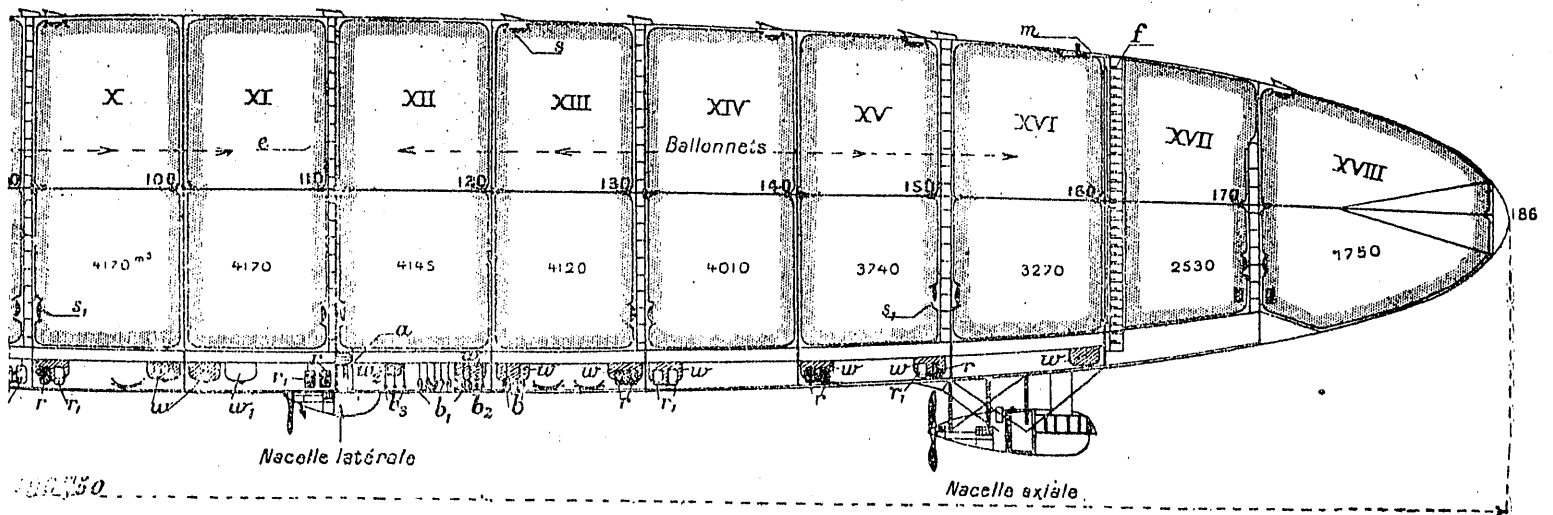 m f
s
X XI XII XIII XIV XV XVI XVII XVIII
e Ballonnets
100 110 120 130 140 150 160 170 186
4170 m³ 4170 4145 4120 4010 3740 3270 2530 1750
s₁ s₁
a
r r₁ w w₁ r₁ w₂ b₃ b₁ b₂ b w w r r₁ w r w w r₁ r w
Nacelle latérale
Nacelle axiale